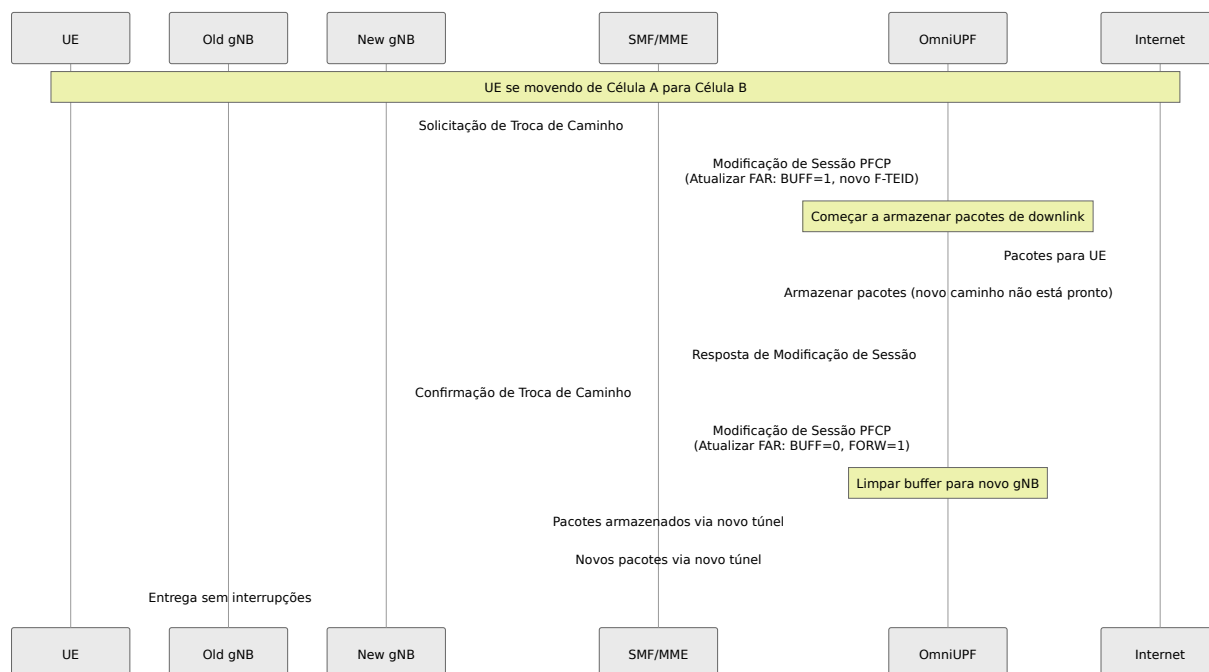 UE
Old gNB
New gNB
SMF/MME
OmniUPF
Internet
UE se movendo de Célula A para Célula B
Solicitação de Troca de Caminho
Modificação de Sessão PFCP
(Atualizar FAR: BUFF=1, novo F-TEID)
Começar a armazenar pacotes de downlink
Pacotes para UE
Armazenar pacotes (novo caminho não está pronto)
Resposta de Modificação de Sessão
Confirmação de Troca de Caminho
Modificação de Sessão PFCP
(Atualizar FAR: BUFF=0, FORW=1)
Limpar buffer para novo gNB
Pacotes armazenados via novo túnel
Novos pacotes via novo túnel
Entrega sem interrupções
UE
Old gNB
New gNB
SMF/MME
OmniUPF
Internet